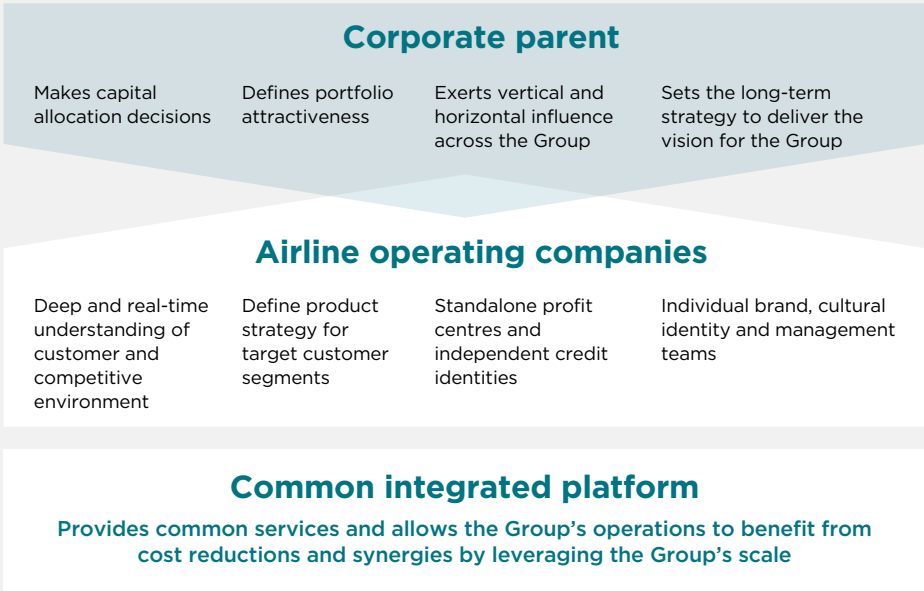 Corporate parent
Makes capital
allocation decisions
Defines portfolio
attractiveness
Exerts vertical and
horizontal influence
across the Group
Sets the long-term
strategy to deliver the
vision for the Group
Airline operating companies
Deep and real-time
understanding of
customer and
competitive
environment
Define product
strategy for
target customer
segments
Standalone profit
centres and
independent credit
identities
Individual brand, cultural
identity and management
teams
Common integrated platform
Provides common services and allows the Group’s operations to benefit from
cost reductions and synergies by leveraging the Group’s scale